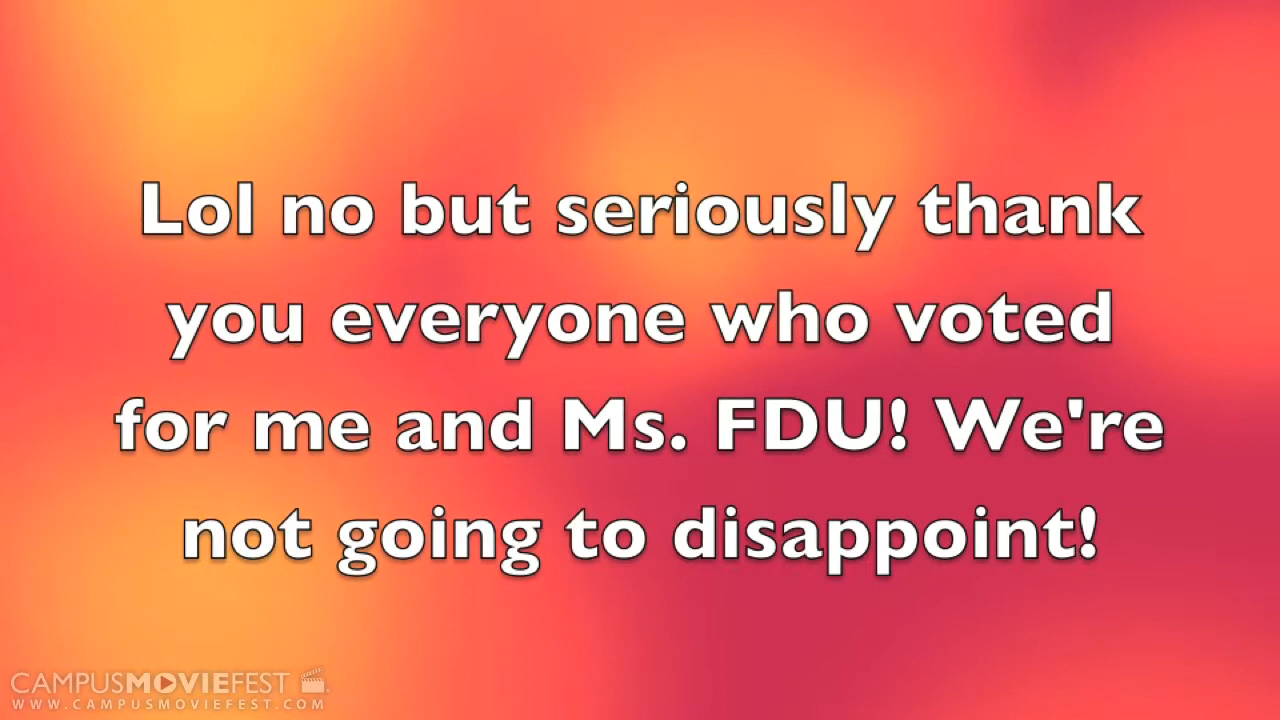 Lol no but seriously thank
you everyone who voted
for me and Ms. FDU! We're
not going to disappoint!
CAMPUSMOVIEFEST
WWW.CAMPUSMOVIEFEST.COM